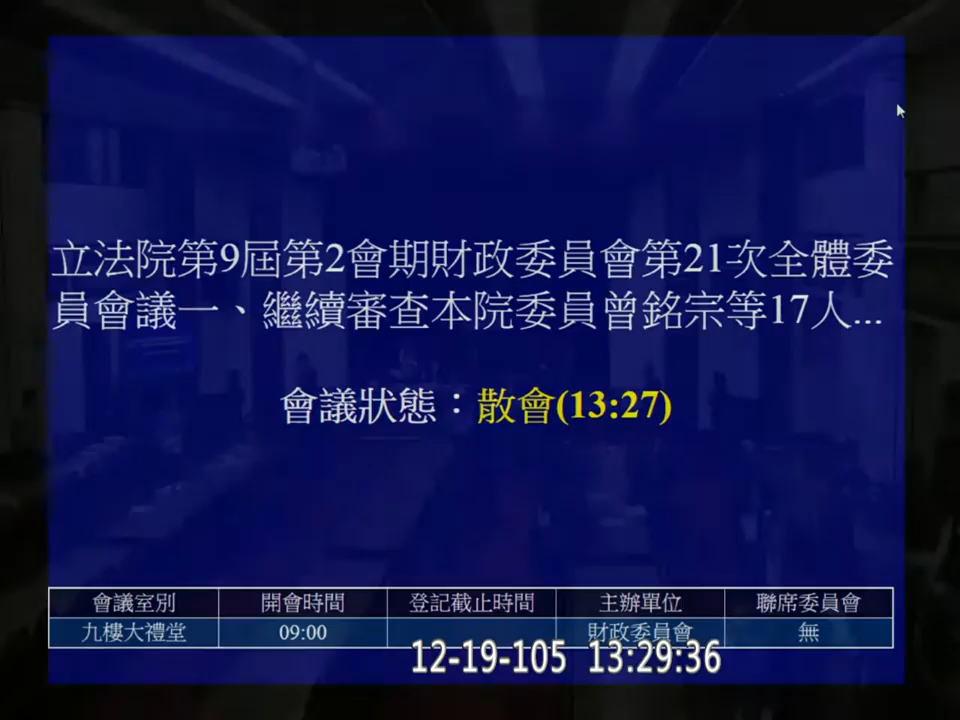 立法院第9屆第2會期財政委員會第21次全體委
員會議一、繼續審查本院委員曾銘宗等17人...
會議狀態：散會(13:27)
會議室別 開會時間 登記截止時間 主辦單位 聯席委員會
九樓大禮堂 09:00 財政委員會 無
12-19-105 13:29:36